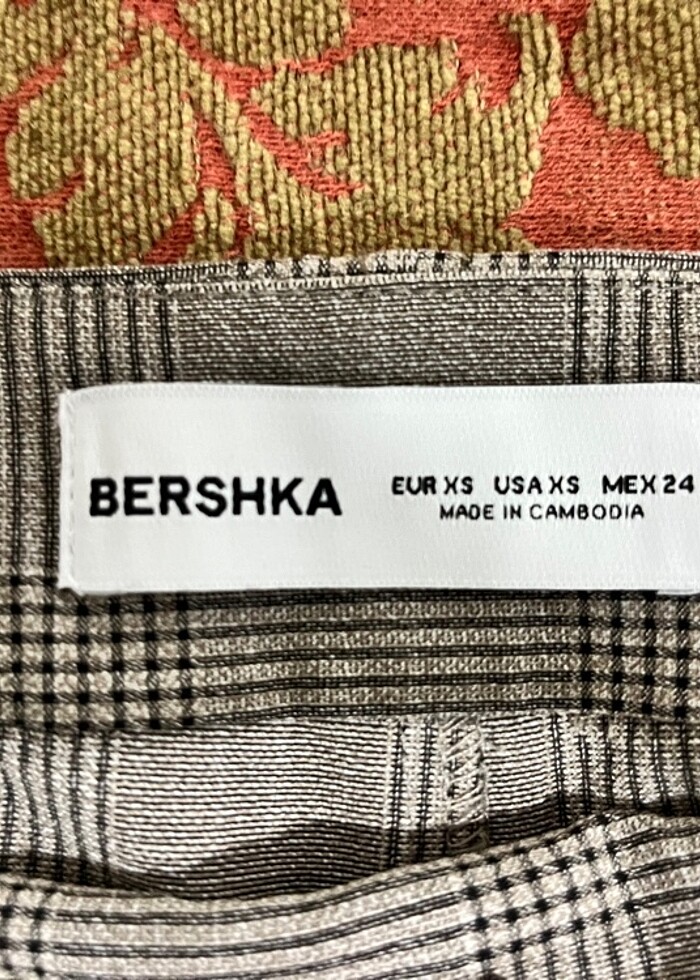 BERSHKA
EUR XS USA XS MEX 24
MADE IN CAMBODIA